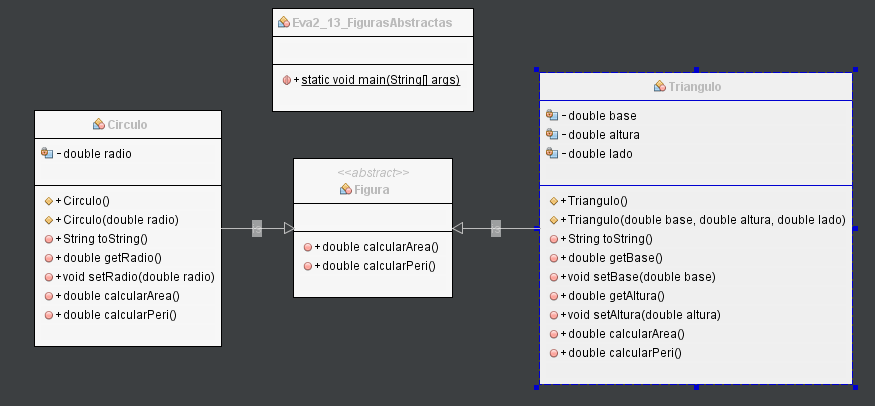 Eva2_13_FigurasAbstractas
+ static void main(String[] args)
Circulo
- double radio
+ Circulo()
+ Circulo(double radio)
+ String toString()
+ double getRadio()
+ void setRadio(double radio)
+ double calcularArea()
+ double calcularPeri()
<<abstract>>
Figura
+ double calcularArea()
+ double calcularPeri()
Triangulo
- double base
- double altura
- double lado
+ Triangulo()
+ Triangulo(double base, double altura, double lado)
+ String toString()
+ double getBase()
+ void setBase(double base)
+ double getAltura()
+ void setAltura(double altura)
+ double calcularArea()
+ double calcularPeri()